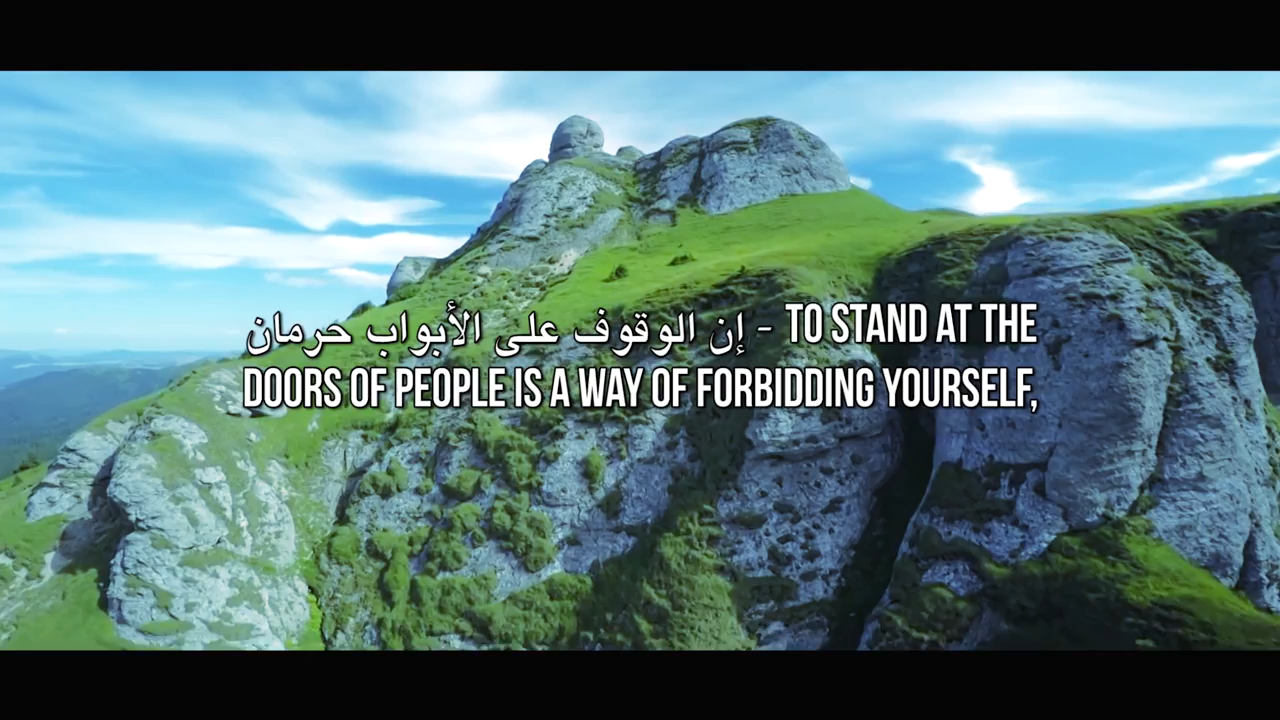 إن الوقوف على الأبواب حرمان - TO STAND AT THE
DOORS OF PEOPLE IS A WAY OF FORBIDDING YOURSELF,